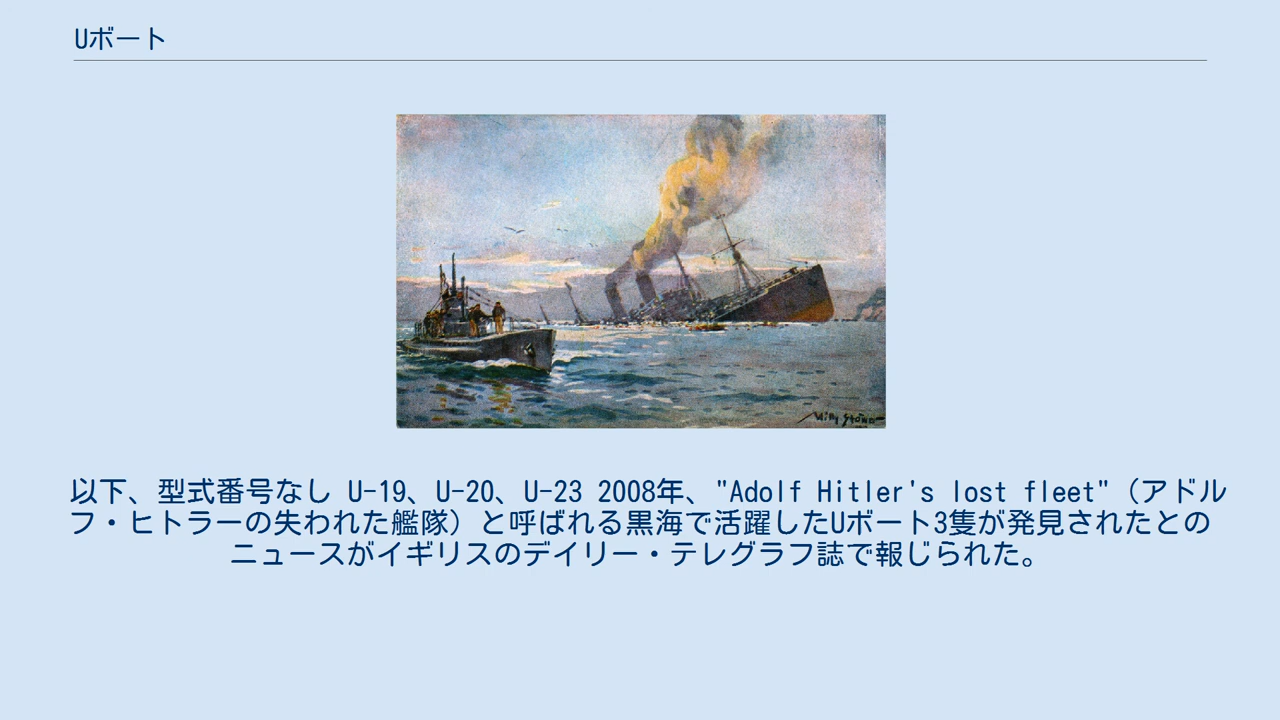 Uボート
Willy Stöwer
以下、型式番号なし U-19、U-20、U-23 2008年、"Adolf Hitler's lost fleet"（アドル
フ・ヒトラーの失われた艦隊）と呼ばれる黒海で活躍したUボート3隻が発見されたとの
ニュースがイギリスのデイリー・テレグラフ誌で報じられた。